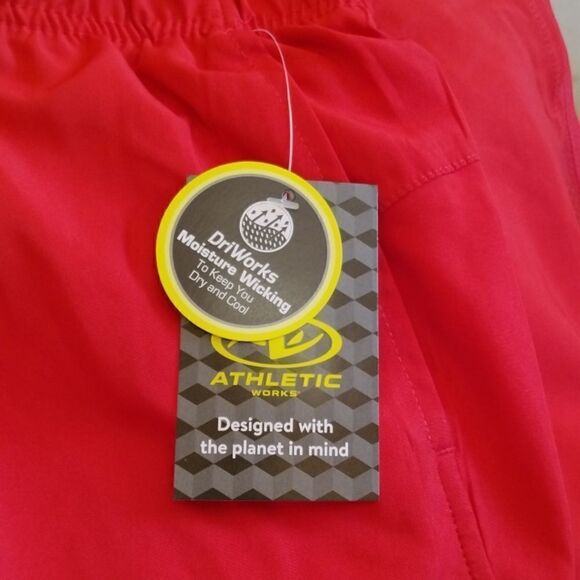 DriWorks
Moisture Wicking
To Keep You
Dry and Cool
ATHLETIC
WORKS
Designed with
the planet in mind